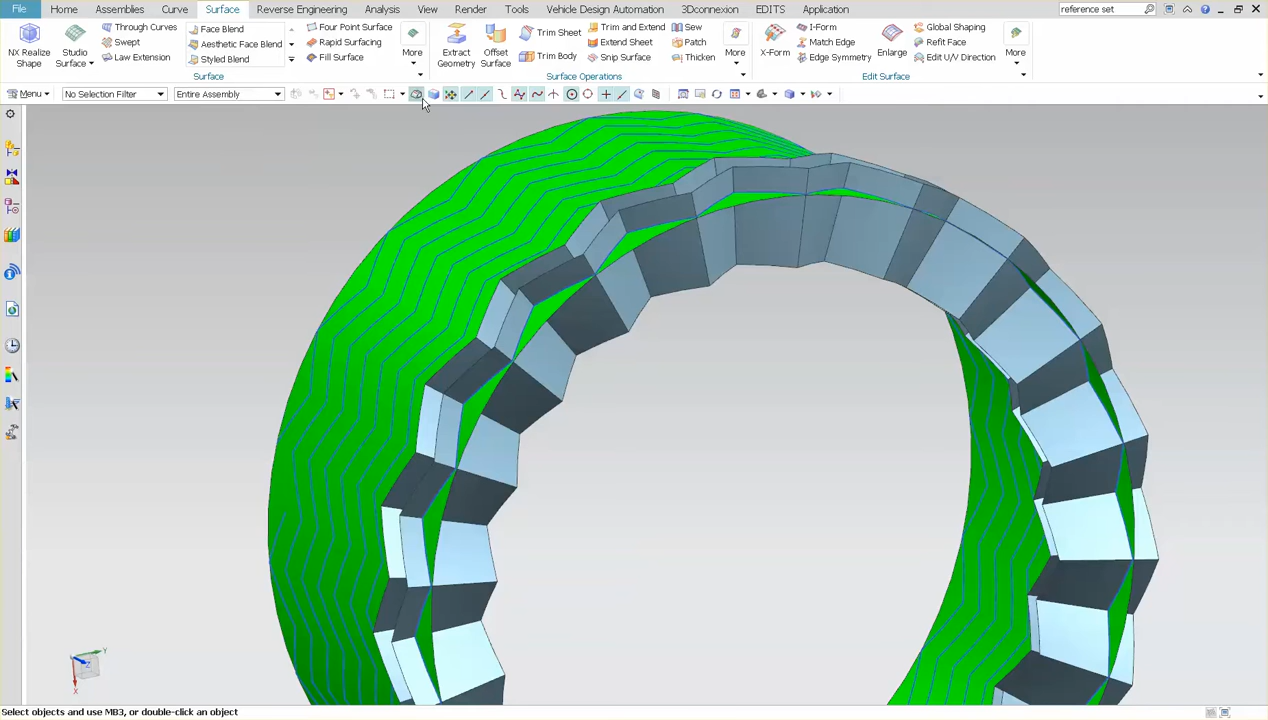 File Home Assemblies Curve Surface Reverse Engineering Analysis View Render Tools Vehicle Design Automation 3Dconnexion EDITS Application reference set
NX Realize Shape
Studio Surface
Through Curves
Swept
Law Extension
Face Blend
Aesthetic Face Blend
Styled Blend
Four Point Surface
Rapid Surfacing
Fill Surface
More
Surface
Extract Geometry
Offset Surface
Trim Sheet
Trim Body
Trim and Extend
Extend Sheet
Snip Surface
Sew
Patch
Thicken
More
Surface Operations
X-Form
I-Form
Match Edge
Edge Symmetry
Enlarge
Global Shaping
Refit Face
Edit U/V Direction
More
Edit Surface
Menu No Selection Filter Entire Assembly
Y
Z
X
Select objects and use MB3, or double-click an object